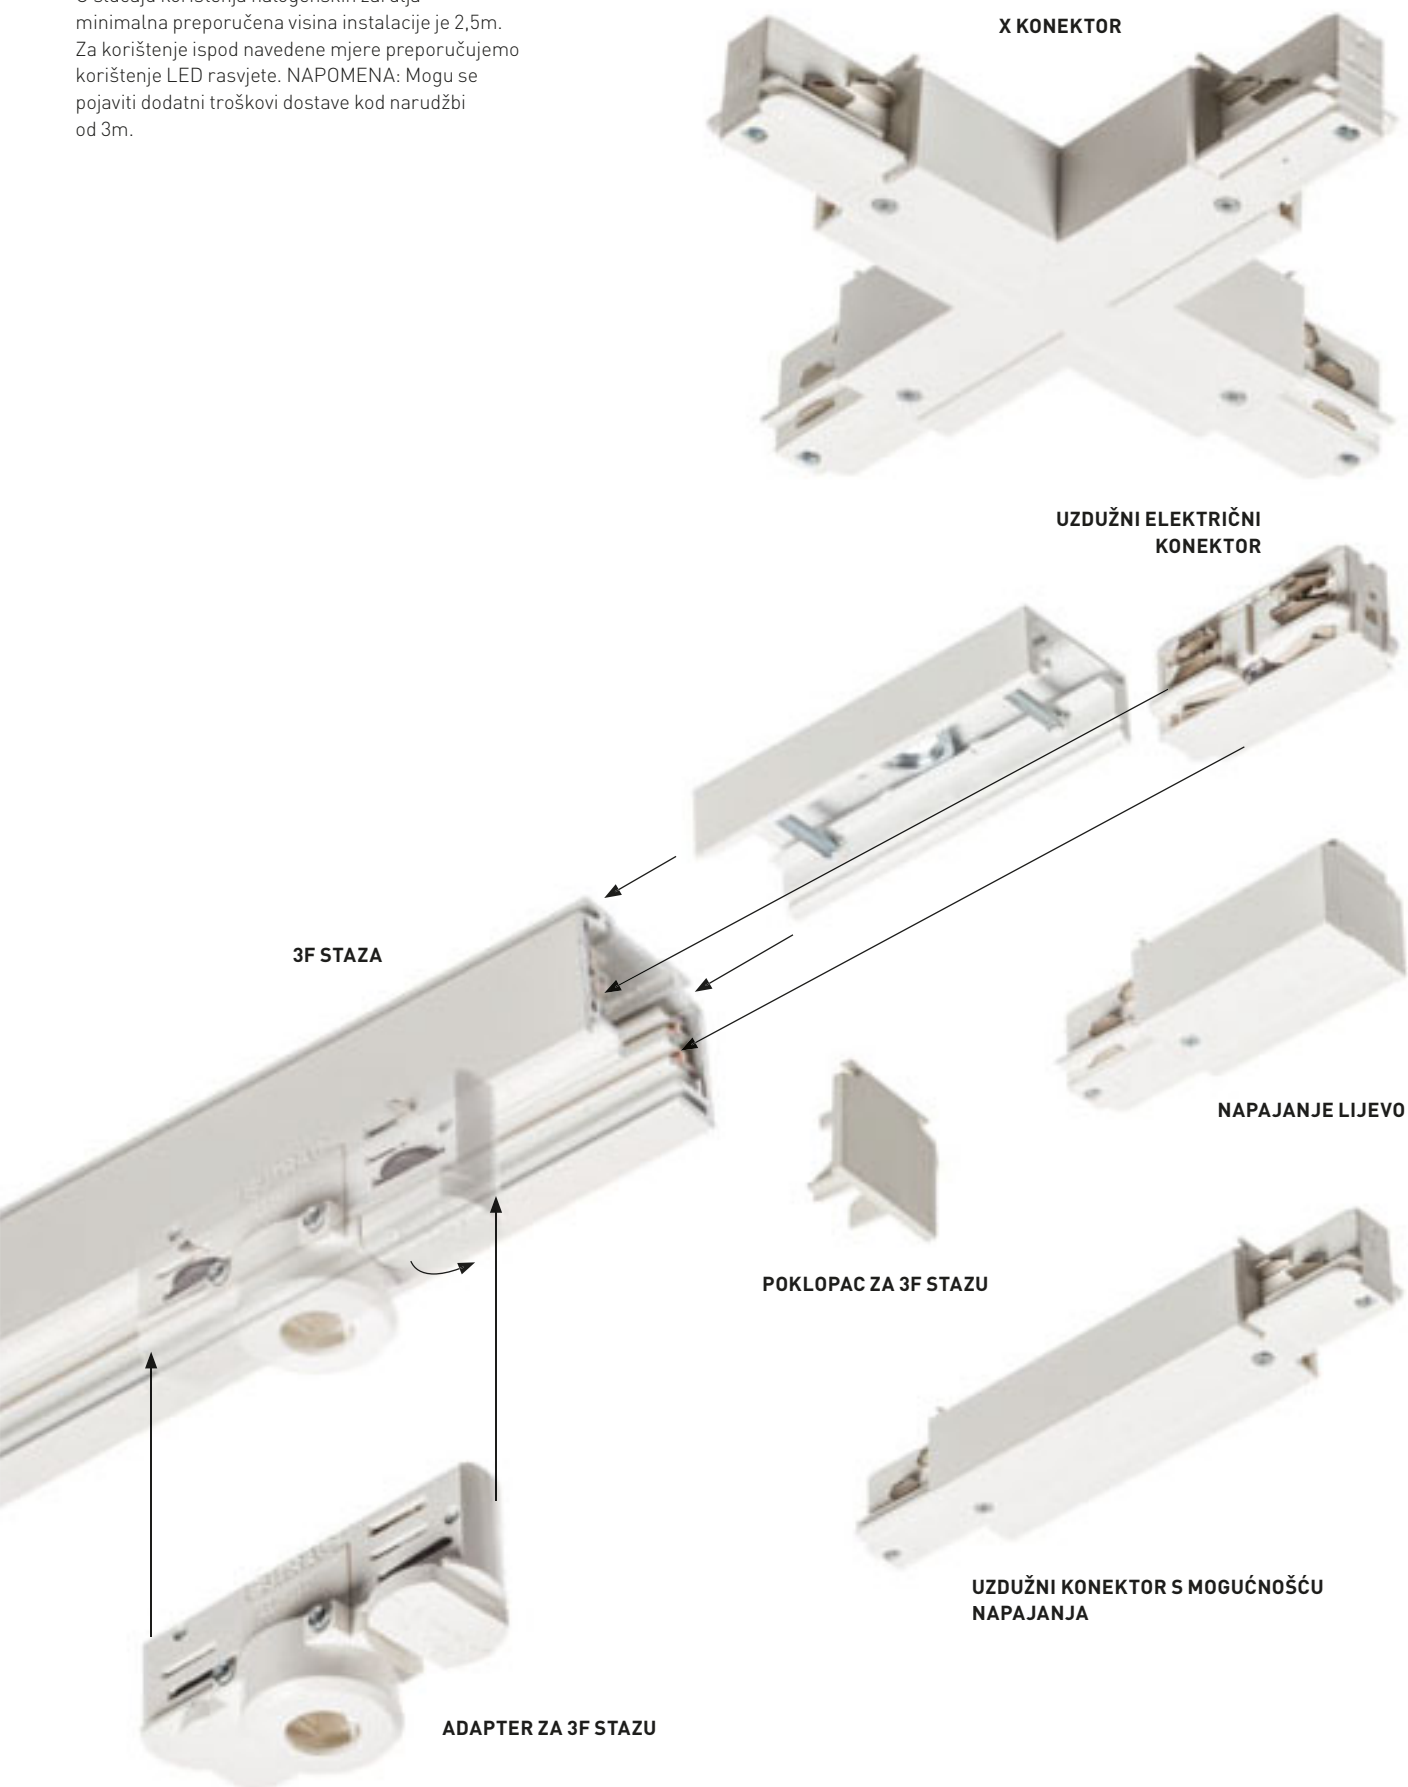 minimalna preporučena visina instalacije je 2,5m.
Za korištenje ispod navedene mjere preporučujemo
korištenje LED rasvjete. NAPOMENA: Mogu se
pojaviti dodatni troškovi dostave kod narudžbi
od 3m.
X KONEKTOR
UZDUŽNI ELEKTRIČNI
KONEKTOR
3F STAZA
NAPAJANJE LIJEVO
POKLOPAC ZA 3F STAZU
UZDUŽNI KONEKTOR S MOGUĆNOŠĆU
NAPAJANJA
ADAPTER ZA 3F STAZU